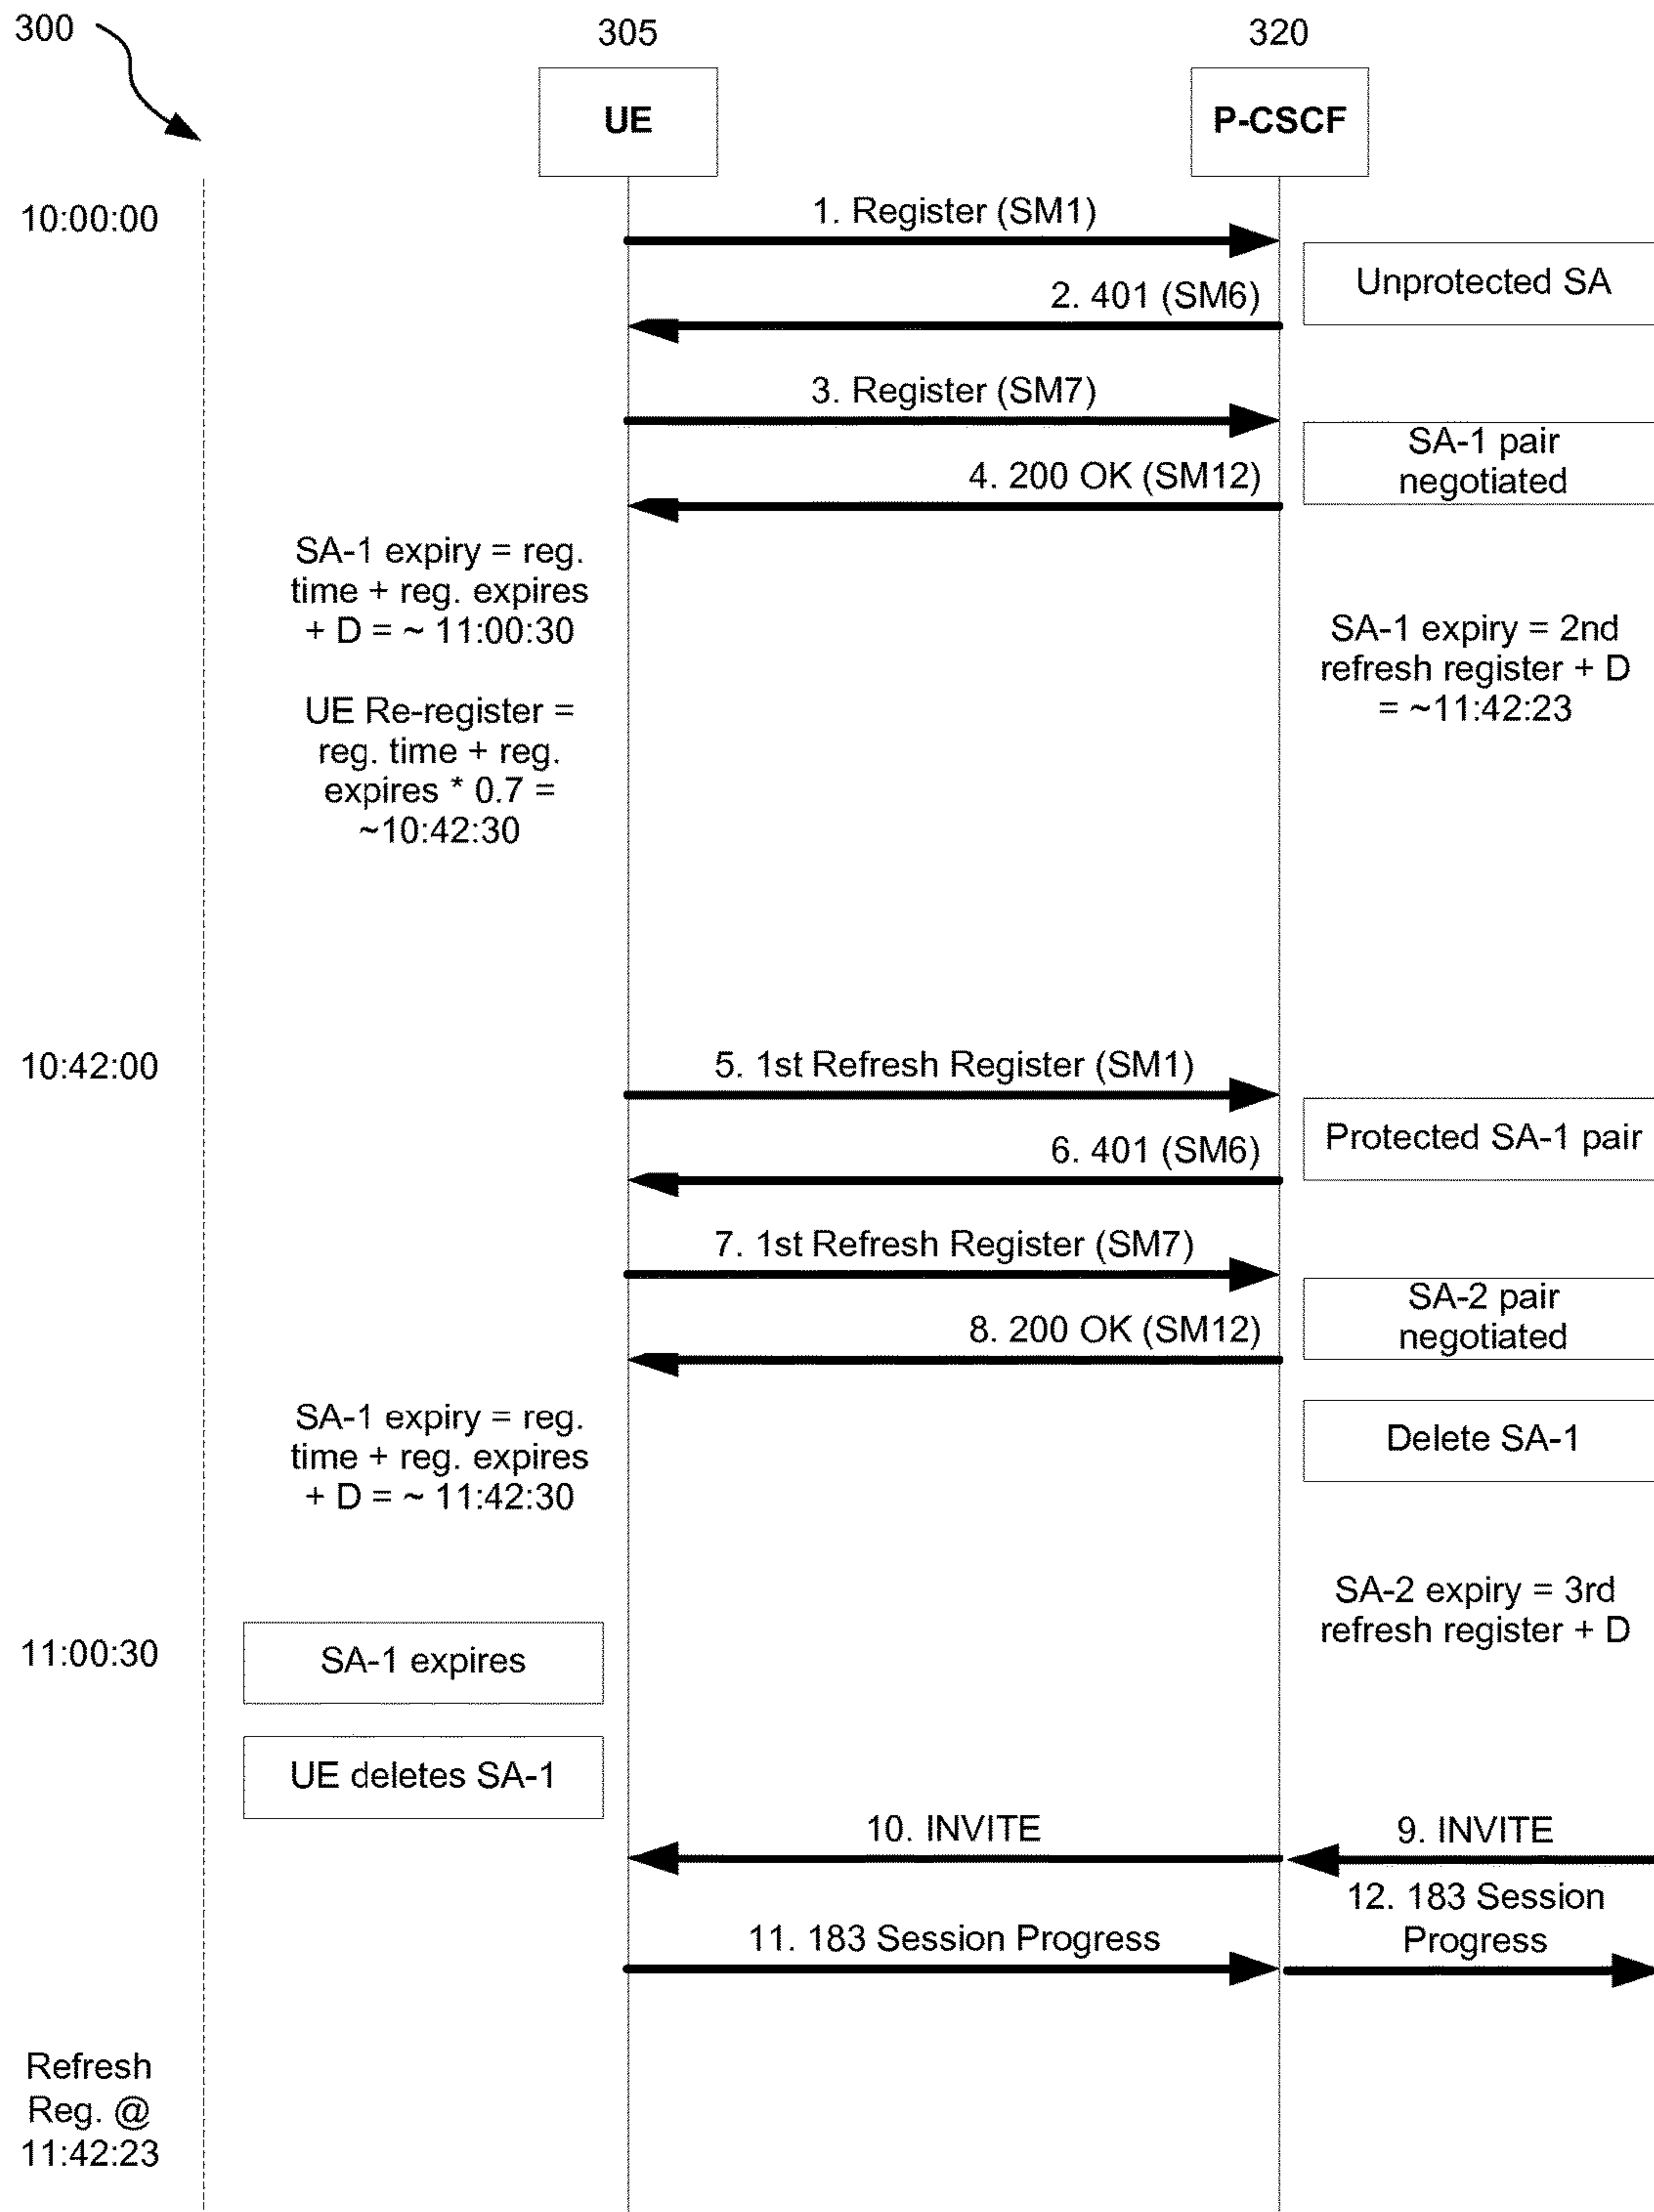 300
305
320
UE
P-CSCF
10:00:00
1. Register (SM1)
Unprotected SA
2. 401 (SM6)
3. Register (SM7)
SA-1 pair
negotiated
4. 200 OK (SM12)
SA-1 expiry = reg.
time + reg. expires
+ D = ~ 11:00:30
SA-1 expiry = 2nd
refresh register + D
= ~11:42:23
UE Re-register =
reg. time + reg.
expires * 0.7 =
~10:42:30
10:42:00
5. 1st Refresh Register (SM1)
Protected SA-1 pair
6. 401 (SM6)
7. 1st Refresh Register (SM7)
SA-2 pair
negotiated
8. 200 OK (SM12)
SA-1 expiry = reg.
time + reg. expires
+ D = ~ 11:42:30
Delete SA-1
SA-2 expiry = 3rd
refresh register + D
11:00:30
SA-1 expires
UE deletes SA-1
10. INVITE
9. INVITE
12. 183 Session
Progress
11. 183 Session Progress
Refresh
Reg. @
11:42:23